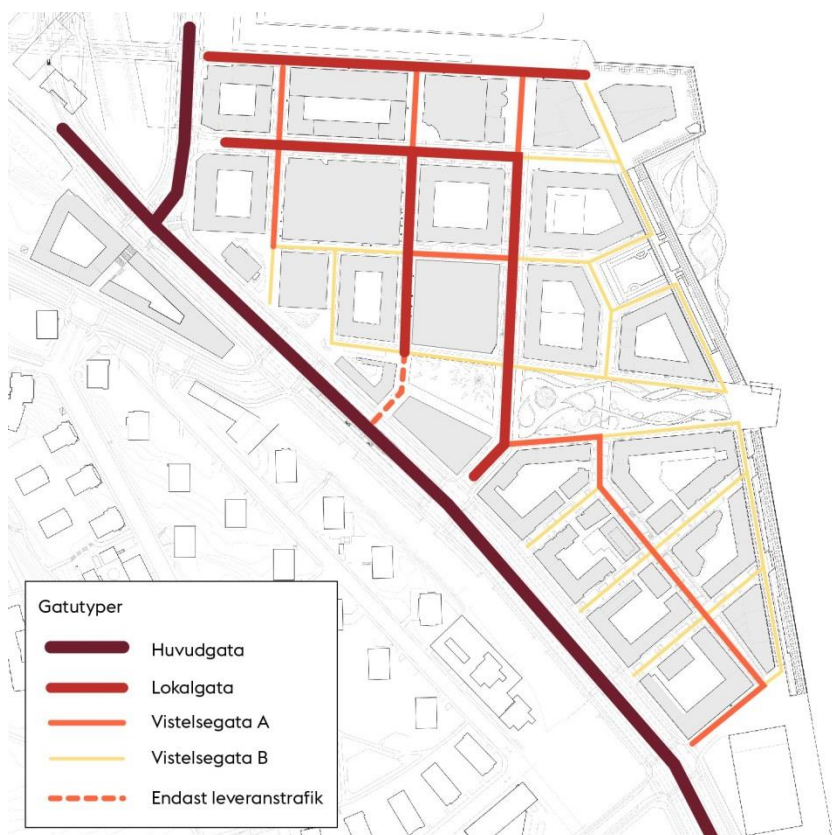 Gatutyper
Huvudgata
Lokalgata
Vistelsegata A
Vistelsegata B
Endast leveranstrafik